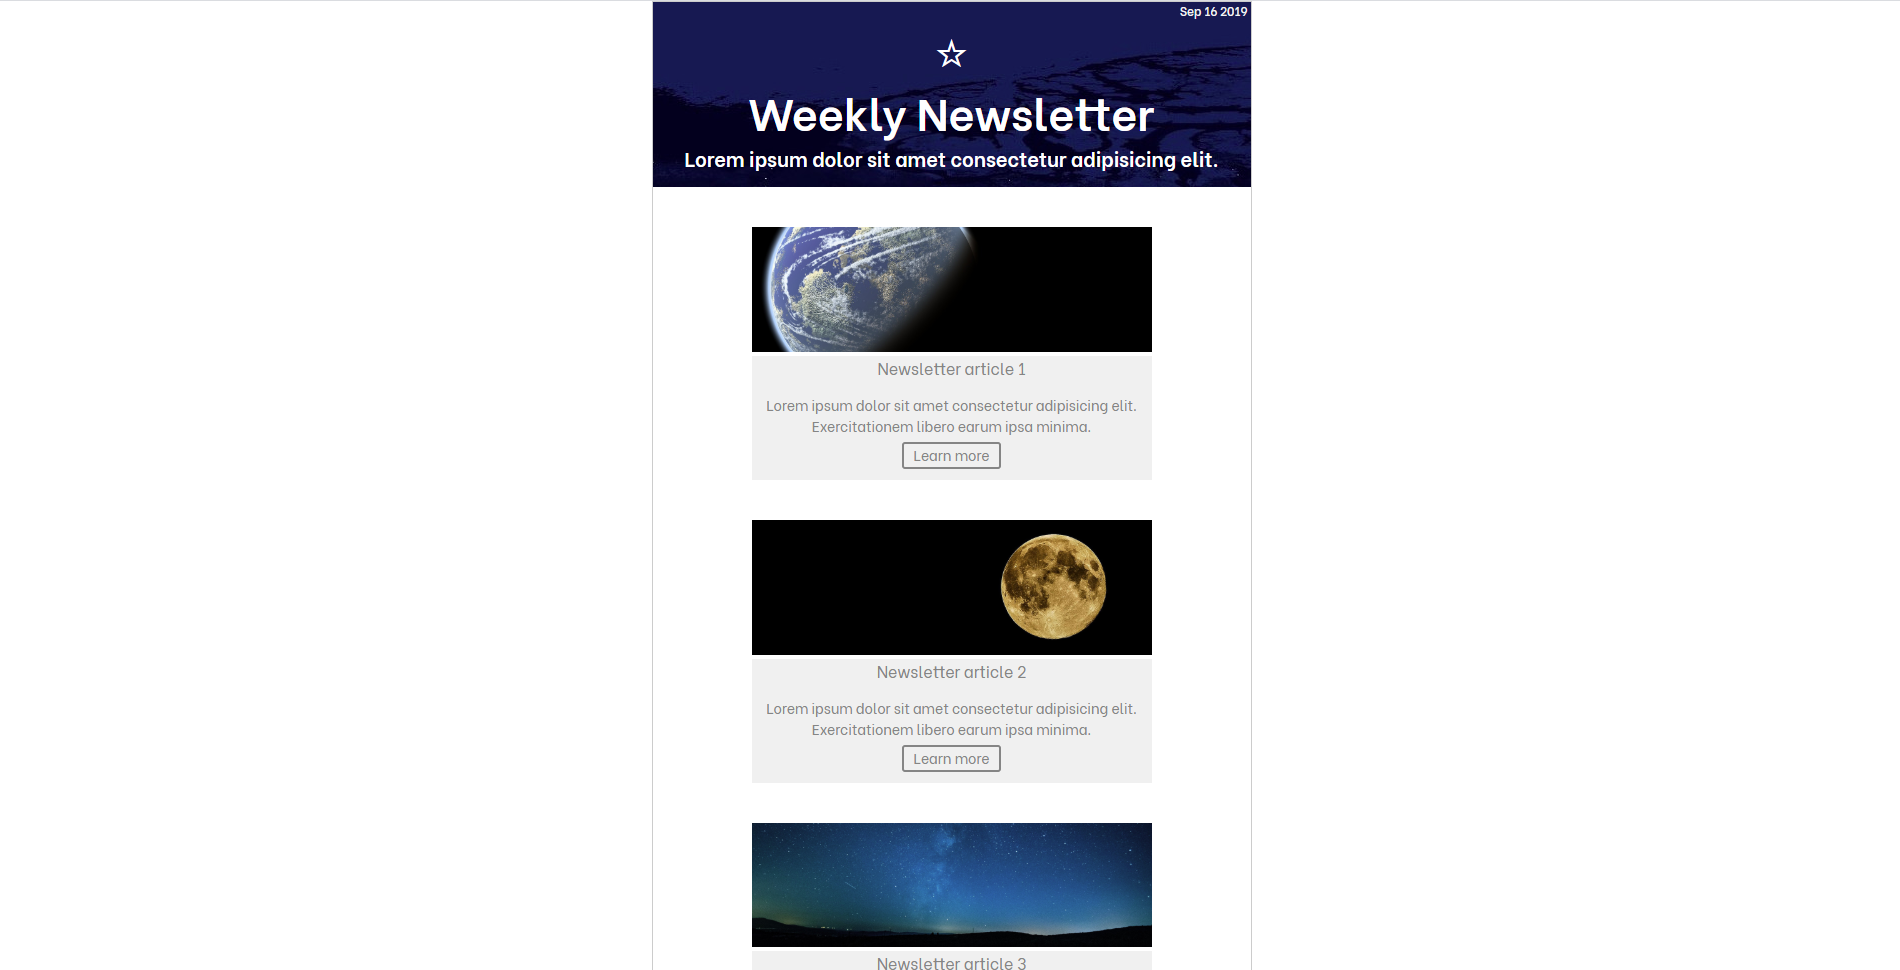 Sep 16 2019
Weekly Newsletter
Lorem ipsum dolor sit amet consectetur adipisicing elit.
Newsletter article 1
Lorem ipsum dolor sit amet consectetur adipisicing elit.
Exercitationem libero earum ipsa minima.
Learn more
Newsletter article 2
Lorem ipsum dolor sit amet consectetur adipisicing elit.
Exercitationem libero earum ipsa minima.
Learn more
Newsletter article 3